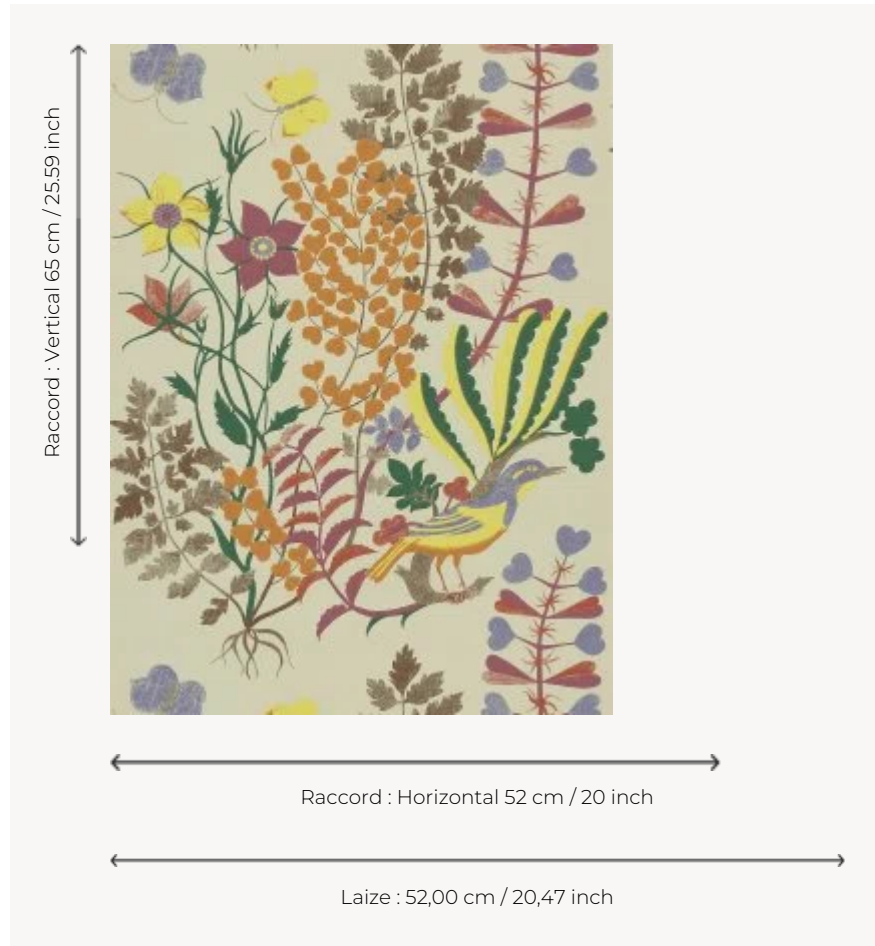 Raccord : Vertical 65 cm / 25.59 inch
Raccord : Horizontal 52 cm / 20 inch
Laize : 52,00 cm / 20,47 inch